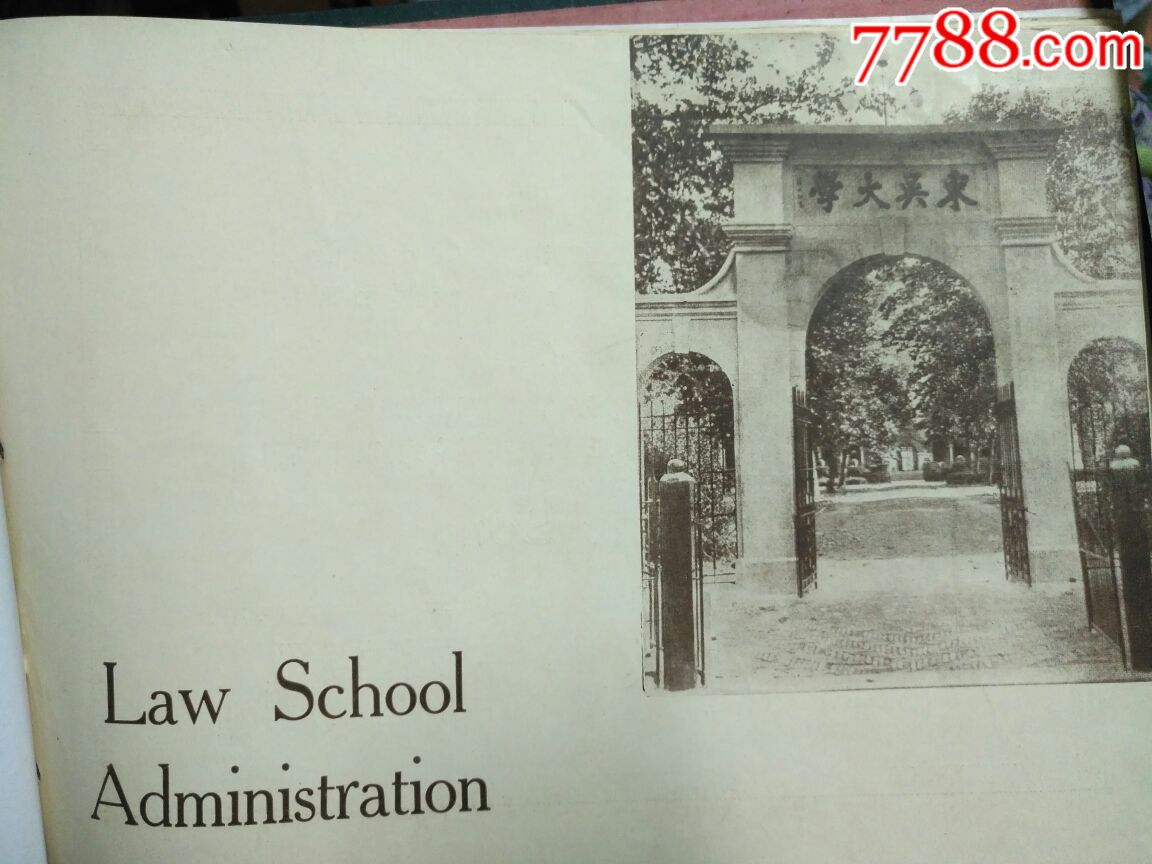 7788.com
東吳大學
Law School
Administration